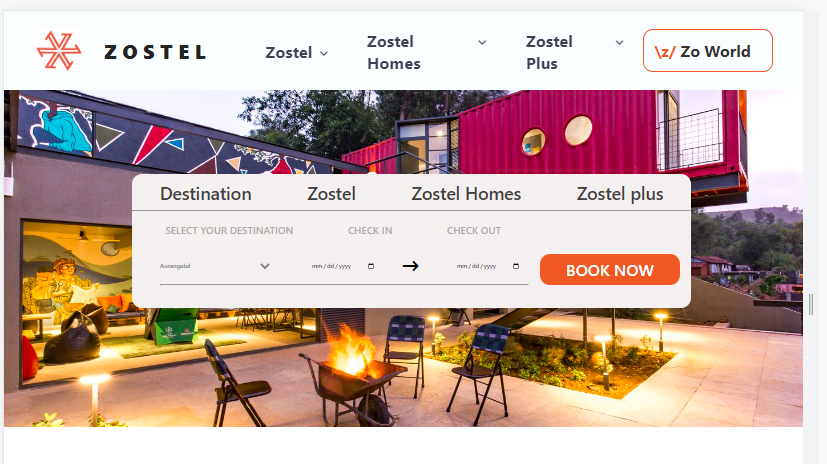 ZOSTEL
Zostel
Zostel Homes
Zostel Plus
\z/ Zo World
Destination Zostel Zostel Homes Zostel plus
SELECT YOUR DESTINATION CHECK IN CHECK OUT
Aurangabd mm/dd/yyyy mm/dd/yyyy
BOOK NOW